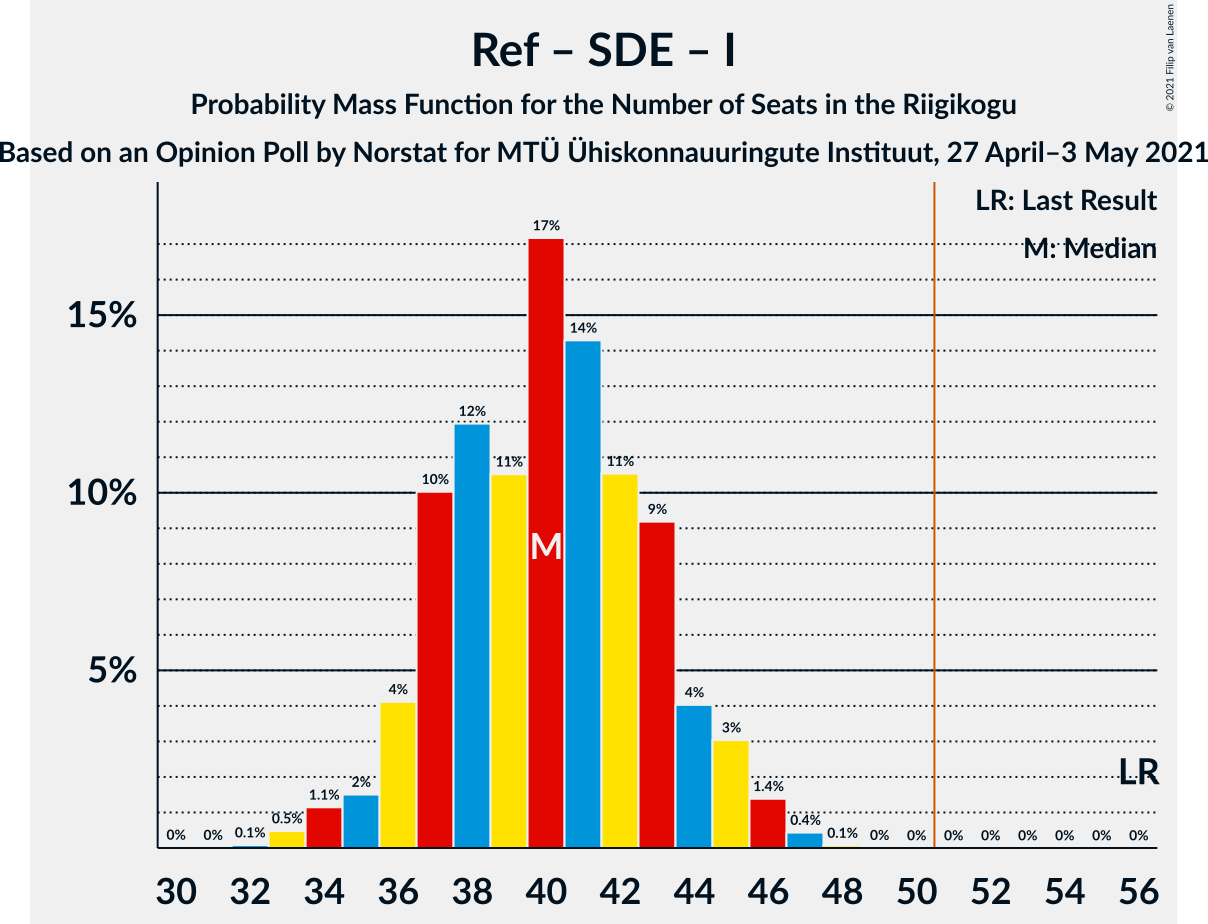 Ref – SDE – I
Probability Mass Function for the Number of Seats in the Riigikogu
Based on an Opinion Poll by Norstat for MTÜ Ühiskonnauuringute Instituut, 27 April–3 May 2021
© 2021 Filip van Laenen
LR: Last Result
M: Median
17%
15%
14%
12%
11% 11%
10% 10%
9%
M
5%
4% 4%
3%
LR
2%
1.1% 1.4%
0.5% 0.4%
0% 0% 0.1% 0.1% 0% 0% 0% 0% 0% 0% 0% 0%
30 32 34 36 38 40 42 44 46 48 50 52 54 56